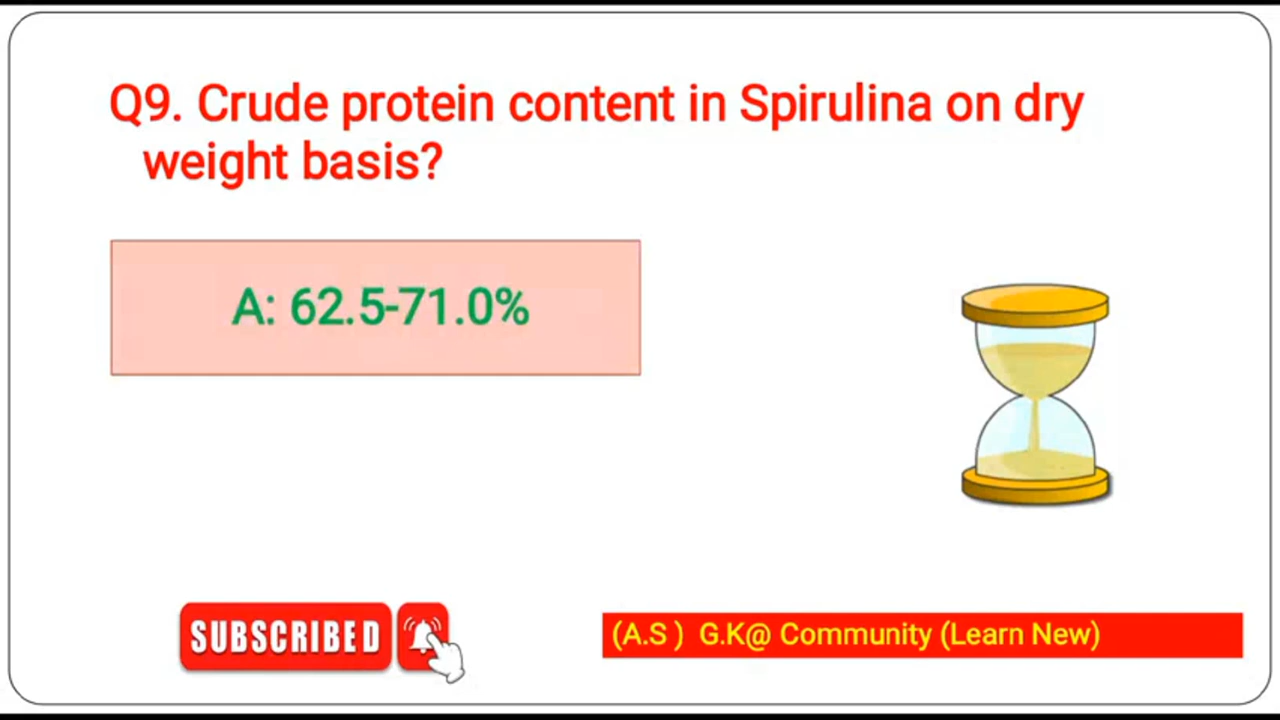 Q9. Crude protein content in Spirulina on dry
weight basis?
A: 62.5-71.0%
SUBSCRIBED
(A.S ) G.K@ Community (Learn New)